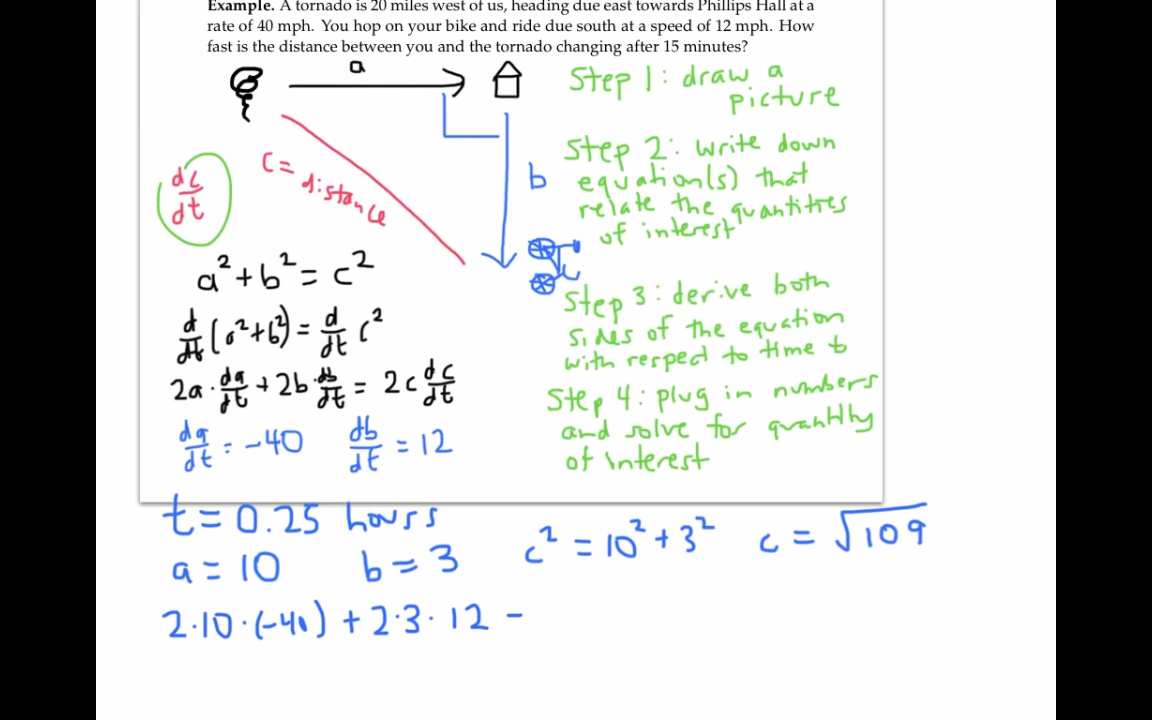 Example. A tornado is 20 miles west of us, heading due east towards Phillips Hall at a
rate of 40 mph. You hop on your bike and ride due south at a speed of 12 mph. How
fast is the distance between you and the tornado changing after 15 minutes?
a
Step 1: draw a
picture
Step 2: write down
equation(s) that
relate the quantities
of interest
b
c = distance
dc/dt
a² + b² = c²
d/dt (a² + b²) = d/dt c²
2a · da/dt + 2b · db/dt = 2c dc/dt
da/dt = -40 db/dt = 12
Step 3: derive both
sides of the equation
with respect to time t
Step 4: plug in numbers
and solve for quantity
of interest
t = 0.25 hours
a = 10 b = 3 c² = 10² + 3² c = √109
2·10·(-40) + 2·3·12 -